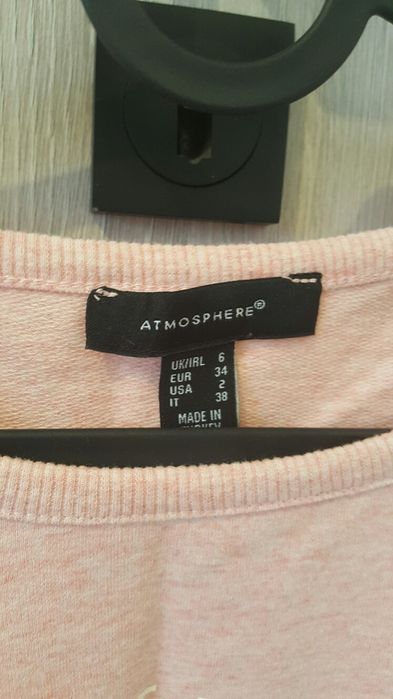 ATMOSPHERE®
UK/IRL 6
EUR 34
USA 2
IT 38
MADE IN